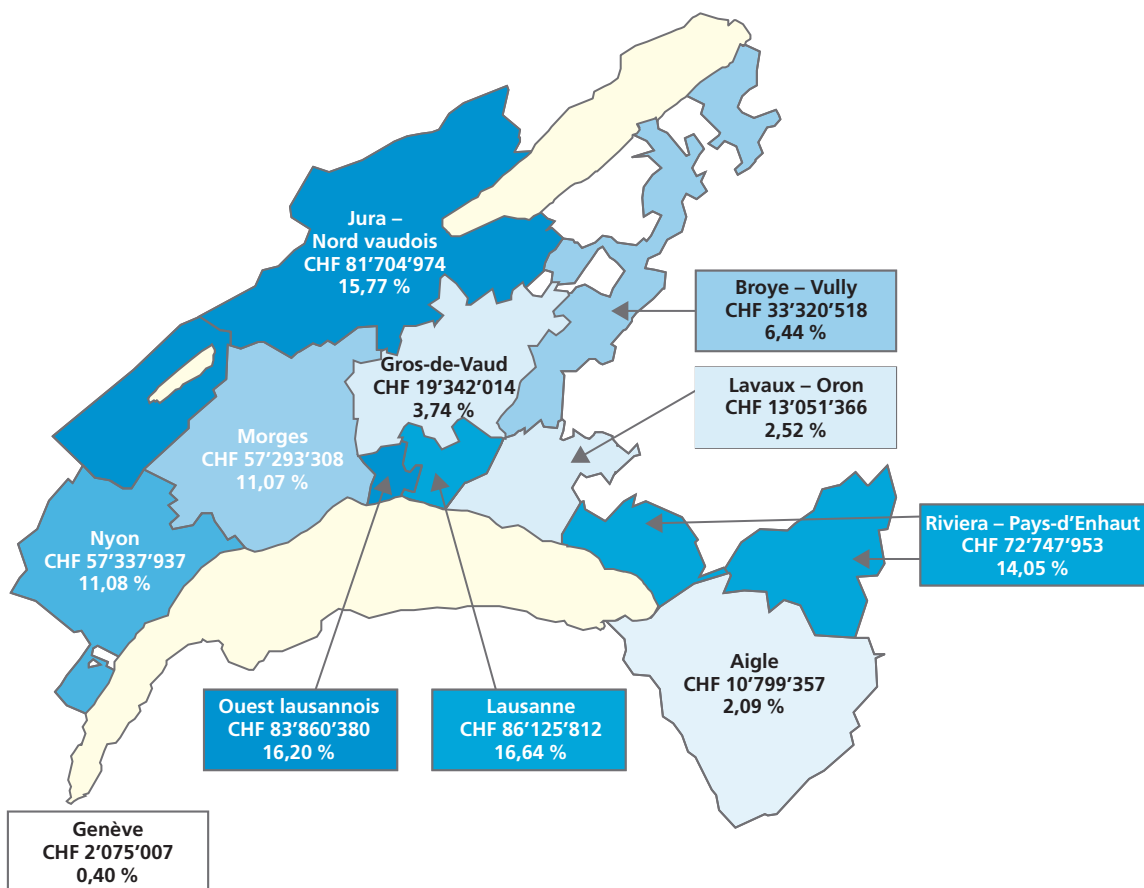 Jura –
Nord vaudois
CHF 81’704’974
15,77 %
Broye – Vully
CHF 33’320’518
6,44 %
Gros-de-Vaud
CHF 19’342’014
3,74 %
Lavaux – Oron
CHF 13’051’366
2,52 %
Morges
CHF 57’293’308
11,07 %
Nyon
CHF 57’337’937
11,08 %
Riviera – Pays-d’Enhaut
CHF 72’747’953
14,05 %
Aigle
CHF 10’799’357
2,09 %
Ouest lausannois
CHF 83’860’380
16,20 %
Lausanne
CHF 86’125’812
16,64 %
Genève
CHF 2’075’007
0,40 %